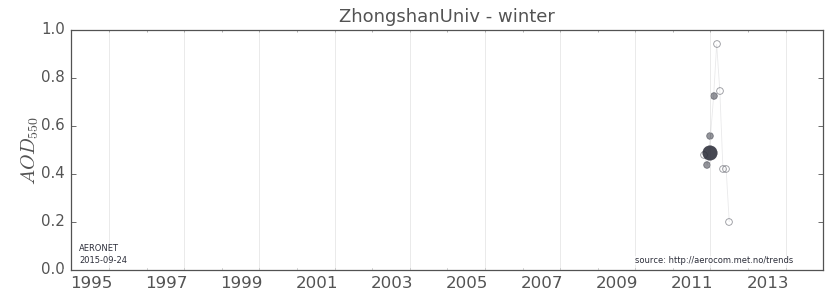 ZhongshanUniv - winter
1.0
0.8
0.6
0.4
0.2
0.0
AOD550
AERONET
2015-09-24
source: http://aerocom.met.no/trends
1995 1997 1999 2001 2003 2005 2007 2009 2011 2013